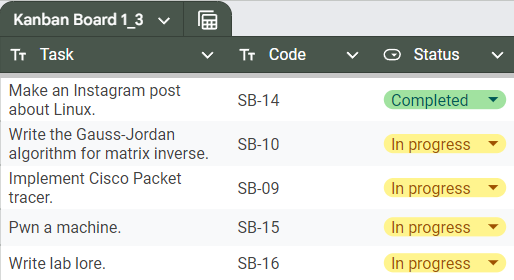 Kanban Board 1_3
Tт Task Tт Code Status
Make an Instagram post
about Linux.
SB-14 Completed
Write the Gauss-Jordan
algorithm for matrix inverse.
SB-10 In progress
Implement Cisco Packet
tracer.
SB-09 In progress
Pwn a machine. SB-15 In progress
Write lab lore. SB-16 In progress